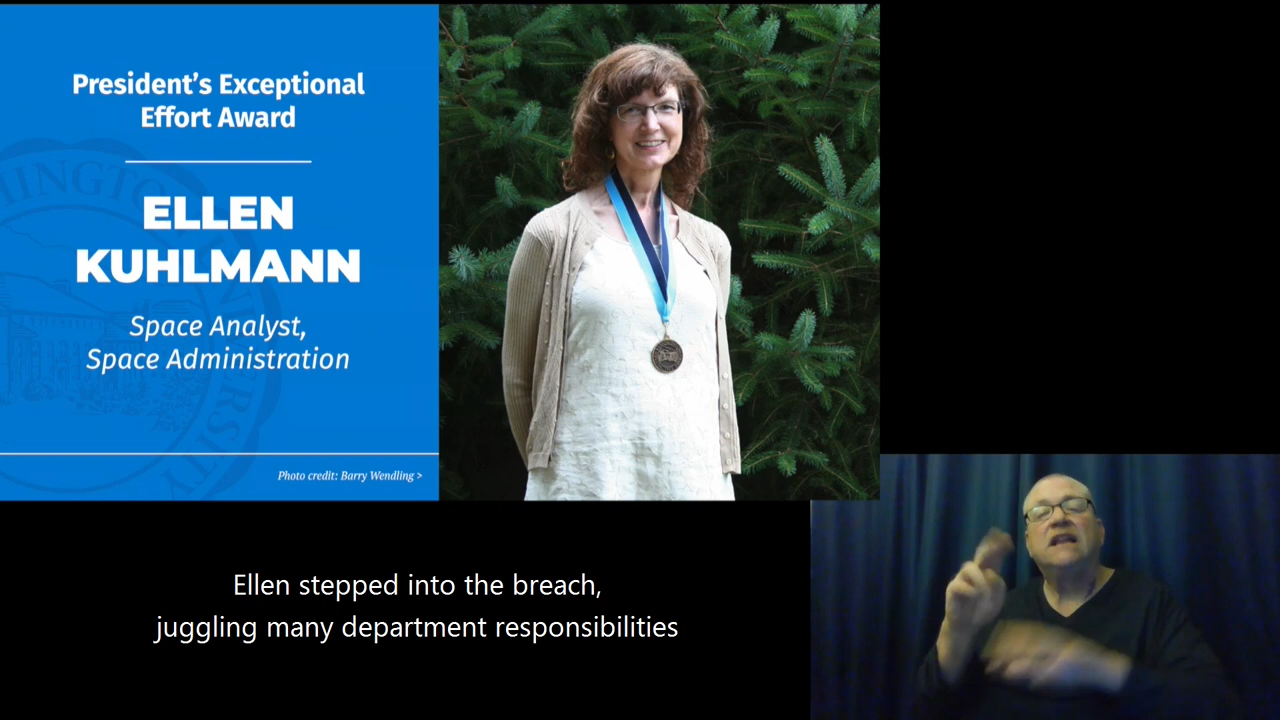 President's Exceptional
Effort Award
ELLEN
KUHLMANN
Space Analyst,
Space Administration
Photo credit: Barry Wendling >
Ellen stepped into the breach,
juggling many department responsibilities